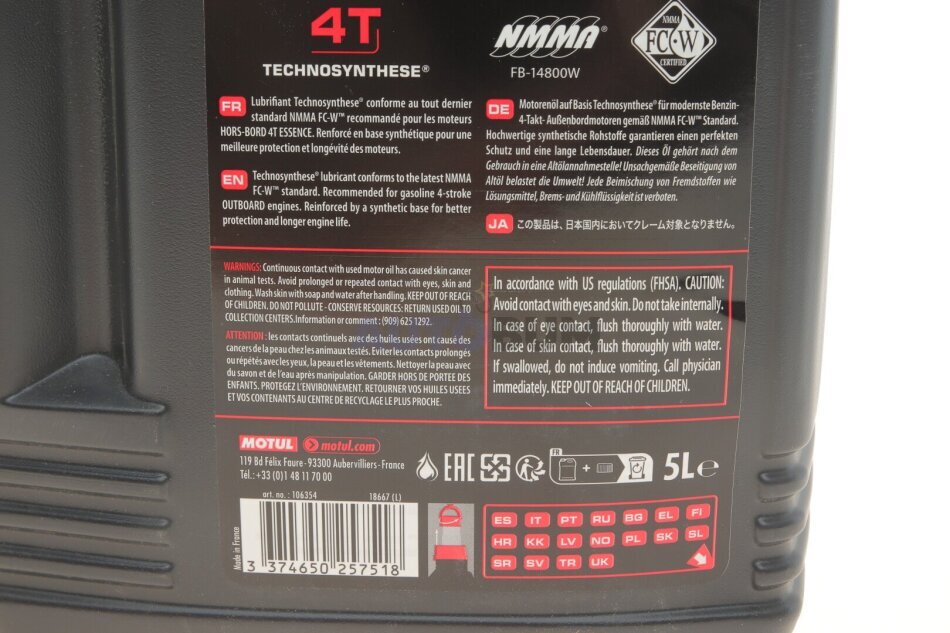 4T
TECHNOSYNTHESE®
NMMA®
FB-14800W
NMMA
FC-W
CERTIFIED
FR Lubrifiant Technosynthese® conforme au tout dernier
standard NMMA FC-W™ recommandé pour les moteurs
HORS-BORD 4T ESSENCE. Renforcé en base synthétique pour une
meilleure protection et longévité des moteurs.
EN Technosynthese® lubricant conforms to the latest NMMA
FC-W™ standard. Recommended for gasoline 4-stroke
OUTBOARD engines. Reinforced by a synthetic base for better
protection and longer engine life.
DE Motorenöl auf Basis Technosynthese® für modernste Benzin-
4-Takt- Außenbordmotoren gemäß NMMA FC-W™ Standard.
Hochwertige synthetische Rohstoffe garantieren einen perfekten
Schutz und eine lange Lebensdauer. Dieses Öl gehört nach dem
Gebrauch in eine Altölannahmestelle! Unsachgemäße Beseitigung von
Altöl belastet die Umwelt! Jede Beimischung von Fremdstoffen wie
Lösungsmittel, Brems- und Kühlflüssigkeit ist verboten.
JA この製品は、日本国内においてクレーム対象となりません。
WARNINGS: Continuous contact with used motor oil has caused skin cancer
in animal tests. Avoid prolonged or repeated contact with eyes, skin and
clothing. Wash skin with soap and water after handling. KEEP OUT OF REACH
OF CHILDREN. DO NOT POLLUTE - CONSERVE RESOURCES: RETURN USED OIL TO
COLLECTION CENTERS.Information or comment : (909) 625 1292.
ATTENTION : les contacts continuels avec des huiles usagées ont causé des
cancers de la peau chez les animaux testés. Eviter les contacts prolongés
ou répétés avec les yeux, la peau et les vêtements. Nettoyer la peau avec
du savon et de l'eau après manipulation. GARDER HORS DE PORTEE DES
ENFANTS. PROTEGEZ L'ENVIRONNEMENT. RETOURNER VOS HUILES USEES
ET VOS CONTENANTS AU CENTRE DE RECYCLAGE LE PLUS PROCHE.
In accordance with US regulations (FHSA). CAUTION:
Avoid contact with eyes and skin. Do not take internally.
In case of eye contact, flush thoroughly with water.
In case of skin contact, flush thoroughly with water.
If swallowed, do not induce vomiting. Call physician
immediately. KEEP OUT OF REACH OF CHILDREN.
MOTUL motul.com
119 Bd Félix Faure - 93300 Aubervilliers - France
Tél.: +33 (0)1 48 11 70 00
EAC
FR
+
5L℮
art. no. : 106354 18667 (L)
Made in France
3 374650 257518
ES IT PT RU BG EL FI
HR KK LV NO PL SK SL
SR SV TR UK